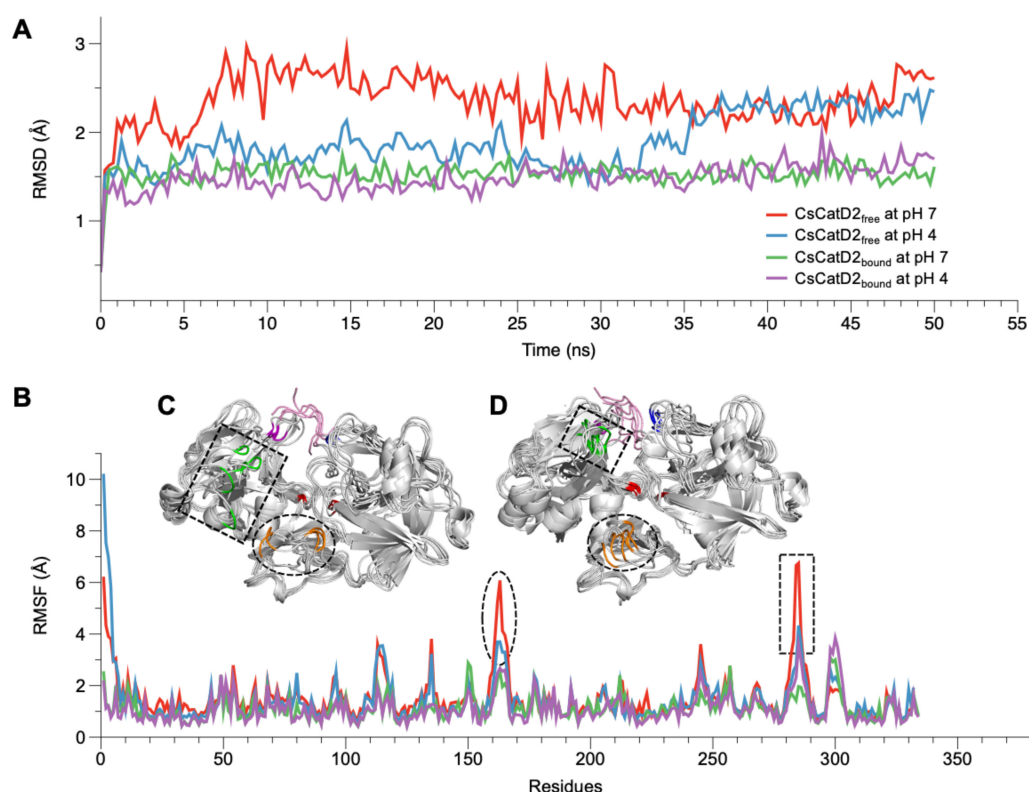 A
3
2
1
RMSD (Å)
CsCatD2free at pH 7
CsCatD2free at pH 4
CsCatD2bound at pH 7
CsCatD2bound at pH 4
0 5 10 15 20 25 30 35 40 45 50 55
Time (ns)
B
C
D
10
8
6
4
2
0
RMSF (Å)
0 50 100 150 200 250 300 350
Residues